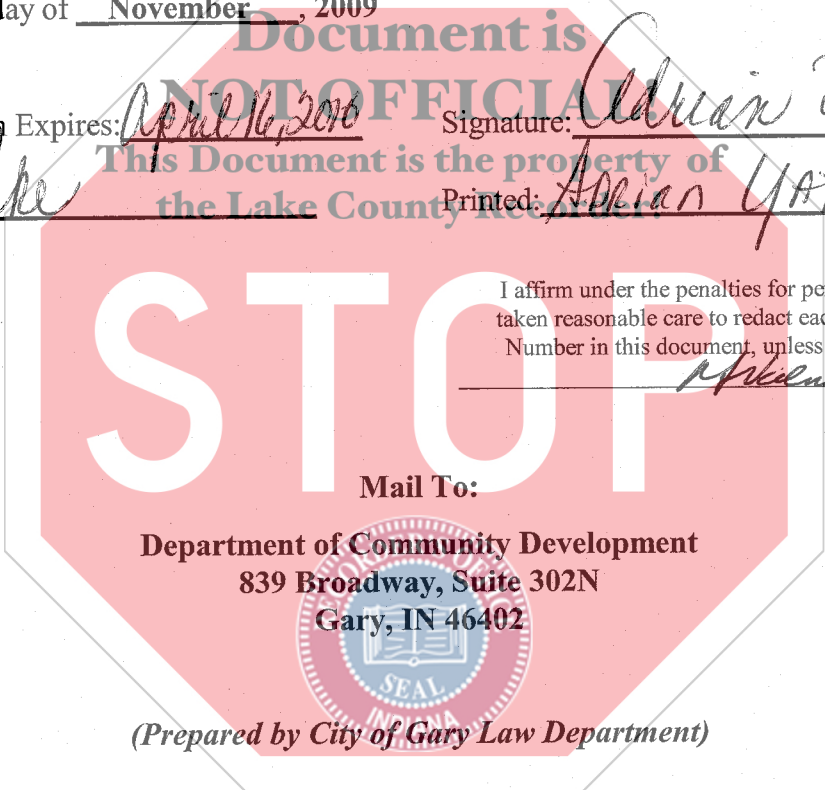 day of November, 2009
Document is
NOT OFFICIAL!
Expires: April 16, 2016
Signature: Adrian
This Document is the property of
the Lake County Recorder!
Printed: Adrian
STOP
I affirm under the penalties for
taken reasonable care to redact
Number in this document, unless
Mail To:
Department of Community Development
839 Broadway, Suite 302N
Gary, IN 46402
SEAL
INDIANA
(Prepared by City of Gary Law Department)